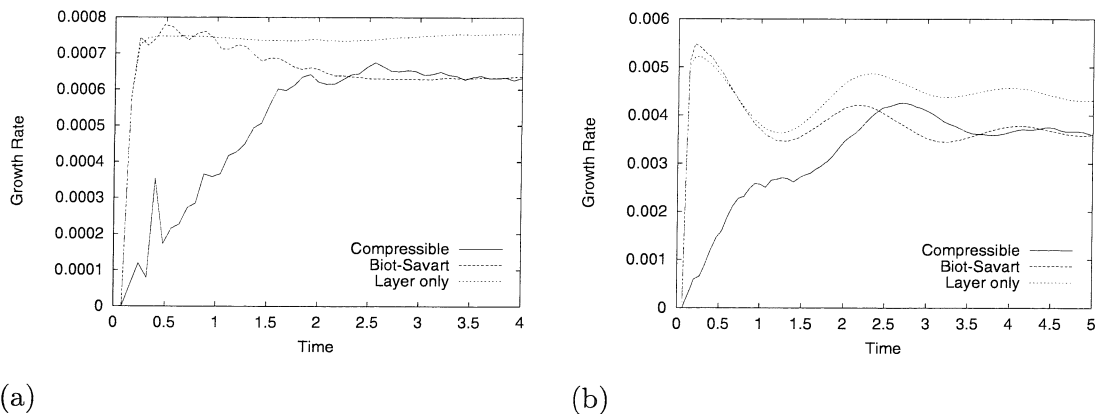 0.0008
0.0007
0.0006
0.0005
0.0004
0.0003
0.0002
0.0001
0
Growth Rate
Compressible
Biot-Savart
Layer only
0 0.5 1 1.5 2 2.5 3 3.5 4
Time
(a)
0.006
0.005
0.004
0.003
0.002
0.001
0
Growth Rate
Compressible
Biot-Savart
Layer only
0 0.5 1 1.5 2 2.5 3 3.5 4 4.5 5
Time
(b)